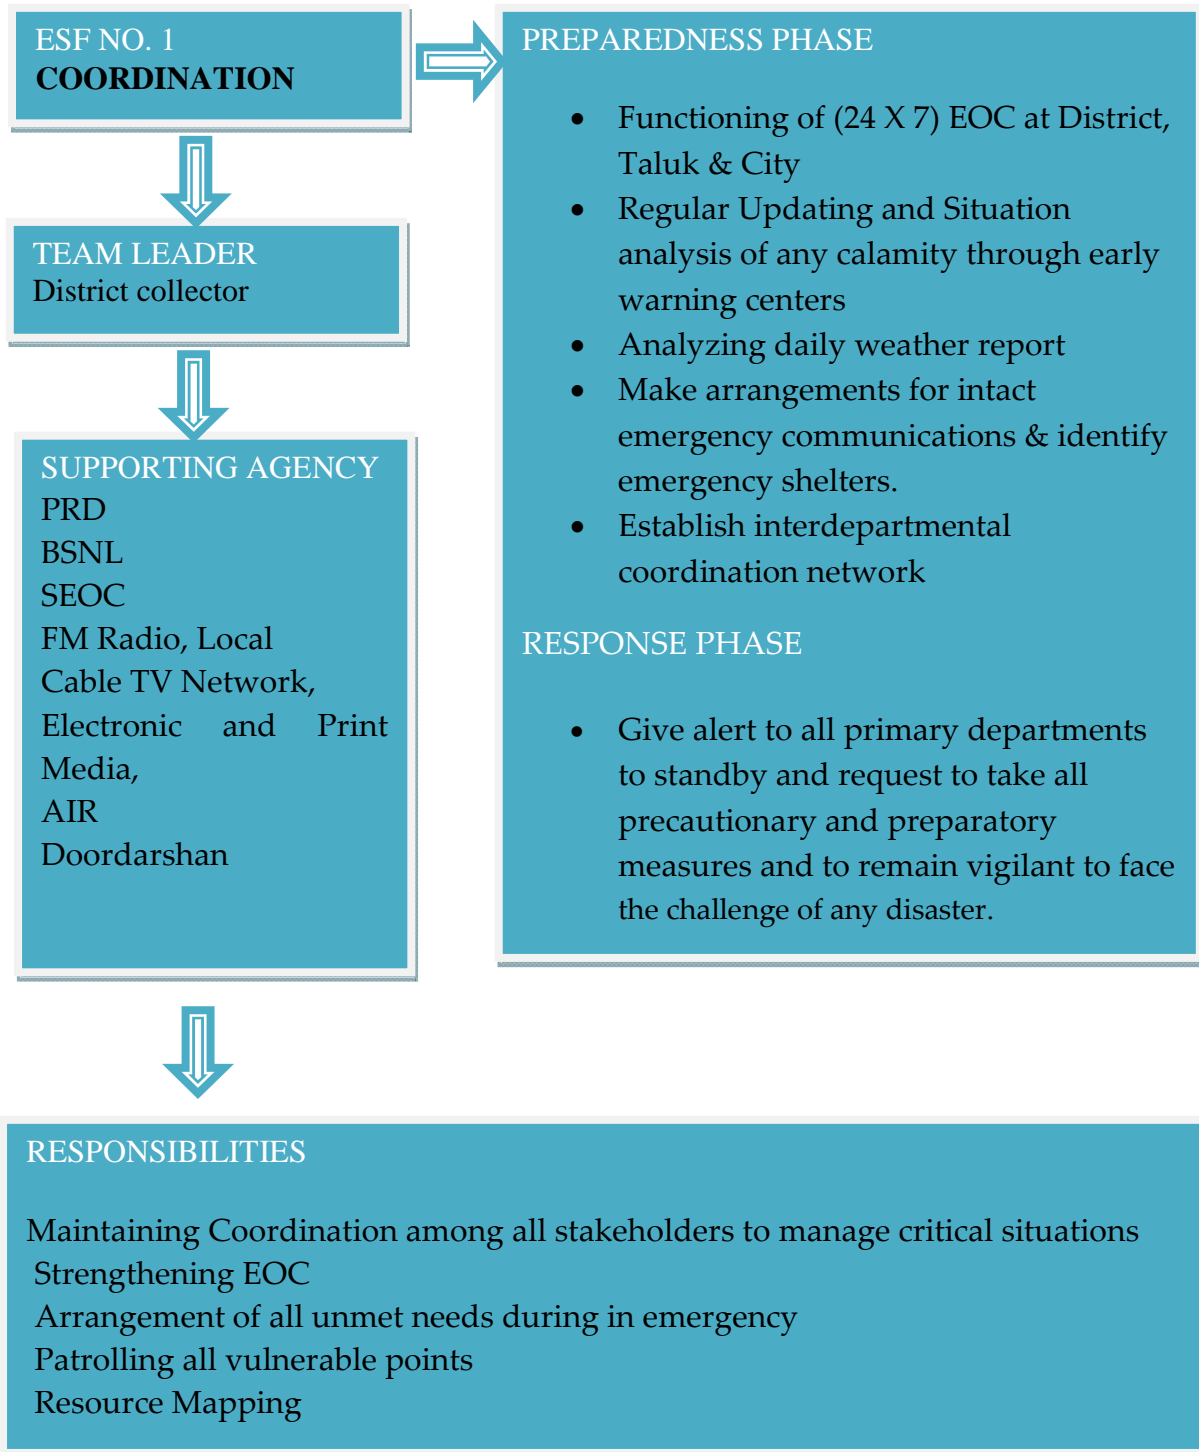 ESF NO. 1
COORDINATION
TEAM LEADER
District collector
SUPPORTING AGENCY
PRD
BSNL
SEOC
FM Radio, Local
Cable TV Network,
Electronic and Print
Media,
AIR
Doordarshan
PREPAREDNESS PHASE
• Functioning of (24 X 7) EOC at District,
Taluk & City
• Regular Updating and Situation
analysis of any calamity through early
warning centers
• Analyzing daily weather report
• Make arrangements for intact
emergency communications & identify
emergency shelters.
• Establish interdepartmental
coordination network
RESPONSE PHASE
• Give alert to all primary departments
to standby and request to take all
precautionary and preparatory
measures and to remain vigilant to face
the challenge of any disaster.
RESPONSIBILITIES
Maintaining Coordination among all stakeholders to manage critical situations
Strengthening EOC
Arrangement of all unmet needs during in emergency
Patrolling all vulnerable points
Resource Mapping